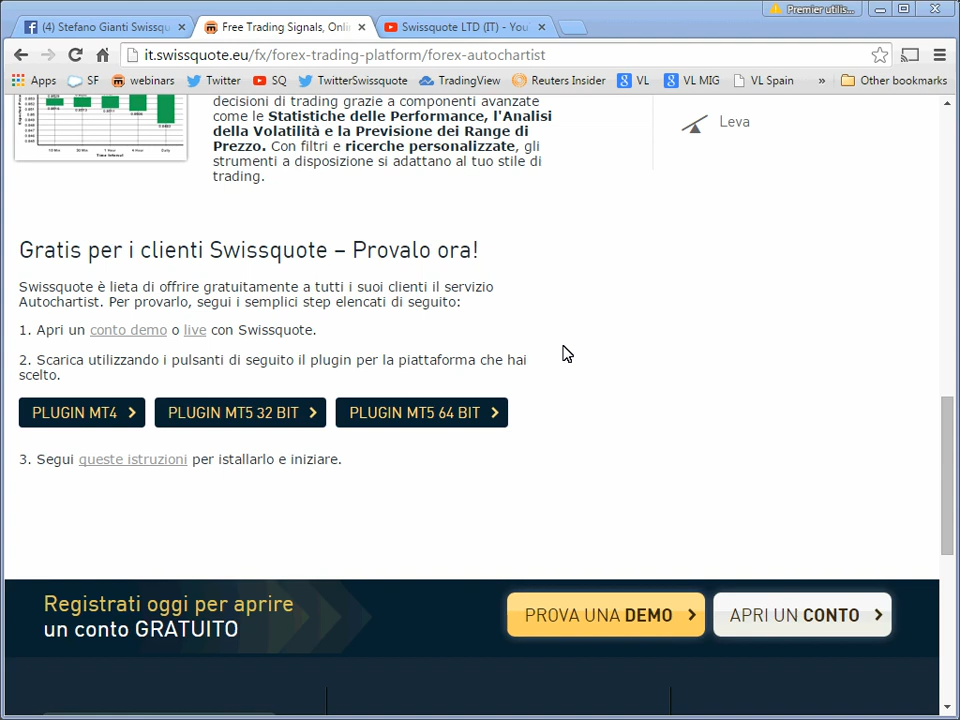 Premier utilis...
(4) Stefano Gianti Swissq
Free Trading Signals, Onli
Swissquote LTD (IT) - You
it.swissquote.eu/fx/forex-trading-platform/forex-autochartist
Apps SF webinars Twitter SQ TwitterSwissquote TradingView Reuters Insider VL VL MIG VL Spain » Other bookmarks
decisioni di trading grazie a componenti avanzate
come le Statistiche delle Performance, l'Analisi
della Volatilità e la Previsione dei Range di
Prezzo. Con filtri e ricerche personalizzate, gli
strumenti a disposizione si adattano al tuo stile di
trading.
Time Interval
Leva
Gratis per i clienti Swissquote – Provalo ora!
Swissquote è lieta di offrire gratuitamente a tutti i suoi clienti il servizio
Autochartist. Per provarlo, segui i semplici step elencati di seguito:
1. Apri un conto demo o live con Swissquote.
2. Scarica utilizzando i pulsanti di seguito il plugin per la piattaforma che hai
scelto.
PLUGIN MT4
PLUGIN MT5 32 BIT
PLUGIN MT5 64 BIT
3. Segui queste istruzioni per istallarlo e iniziare.
Registrati oggi per aprire
un conto GRATUITO
PROVA UNA DEMO
APRI UN CONTO